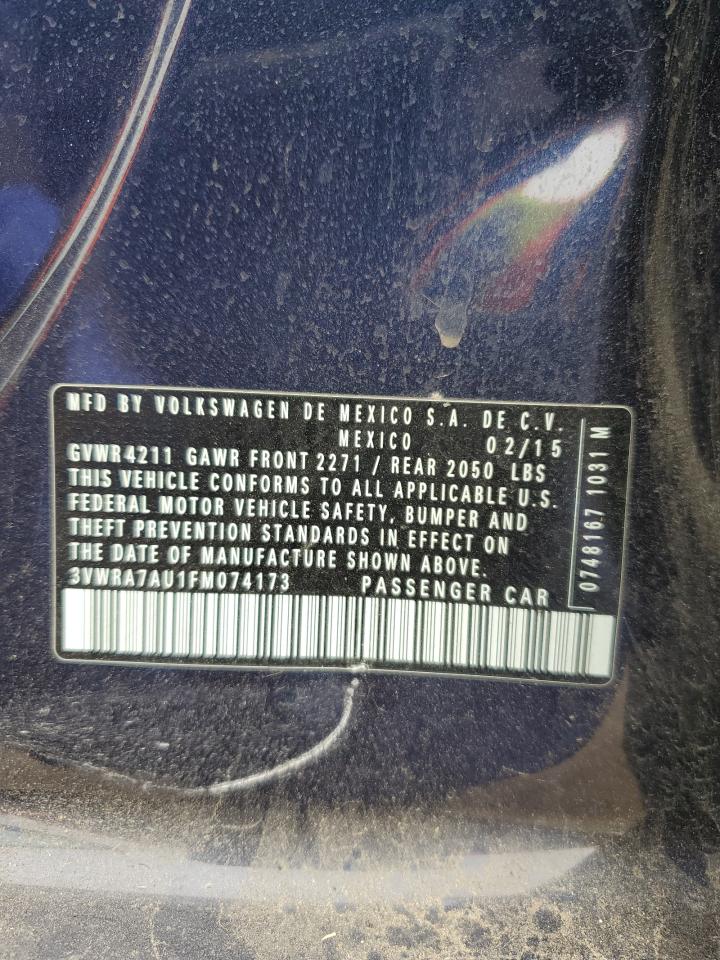 MFD BY VOLKSWAGEN DE MEXICO S.A. DE C.V.
MEXICO 02/15
GVWR4211 GAWR FRONT 2271 / REAR 2050 LBS
THIS VEHICLE CONFORMS TO ALL APPLICABLE U.S.
FEDERAL MOTOR VEHICLE SAFETY, BUMPER AND
THEFT PREVENTION STANDARDS IN EFFECT ON
THE DATE OF MANUFACTURE SHOWN ABOVE.
3VWRA7AU1FM074173 PASSENGER CAR
0748167 1031 M